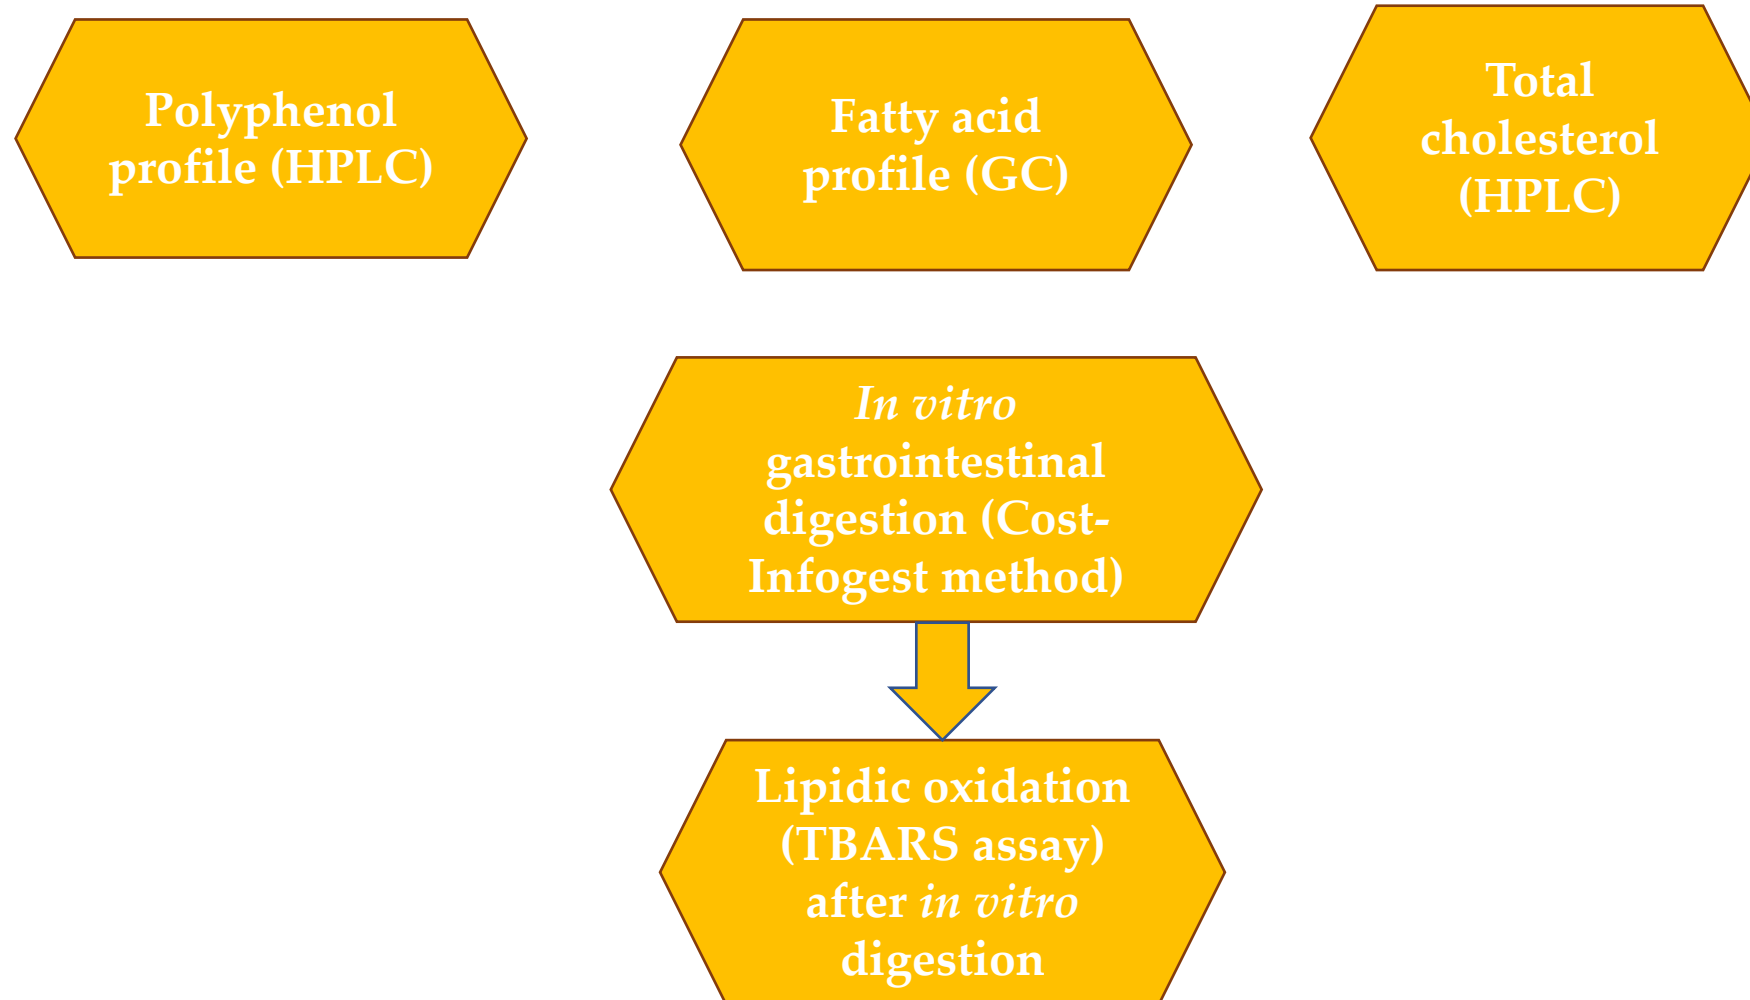 Polyphenol
profile (HPLC)
Fatty acid
profile (GC)
Total
cholesterol
(HPLC)
In vitro
gastrointestinal
digestion (Cost-
Infogest method)
Lipidic oxidation
(TBARS assay)
after in vitro
digestion